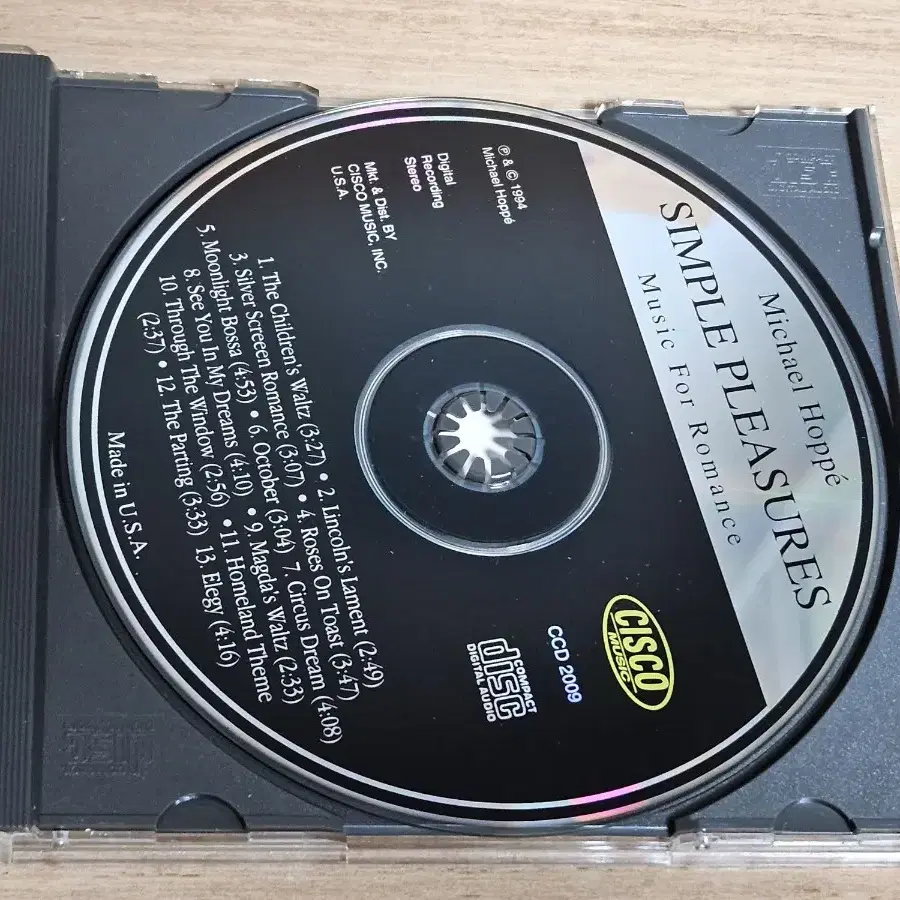 Michael Hoppé
SIMPLE PLEASURES
Music For Romance
℗ & © 1994
Michael Hoppé
Digital
Recording
Stereo
Mkt. & Dist. BY
CISCO MUSIC, INC.
U.S.A.
CISCO
MUSIC
CCD 2009
COMPACT
disc
DIGITAL AUDIO
1. The Children's Waltz (3:27) • 2. Lincoln's Lament (2:49)
3. Silver Screeen Romance (3:07) • 4. Roses On Toast (3:47)
5. Moonlight Bossa (4:53) • 6. October (3:04) 7. Circus Dream (4:08)
8. See You In My Dreams (4:10) • 9. Magda's Waltz (2:33)
10. Through The Window (2:56) • 11. Homeland Theme
(2:37) • 12. The Parting (3:33) 13. Elegy (4:16)
Made in U.S.A.